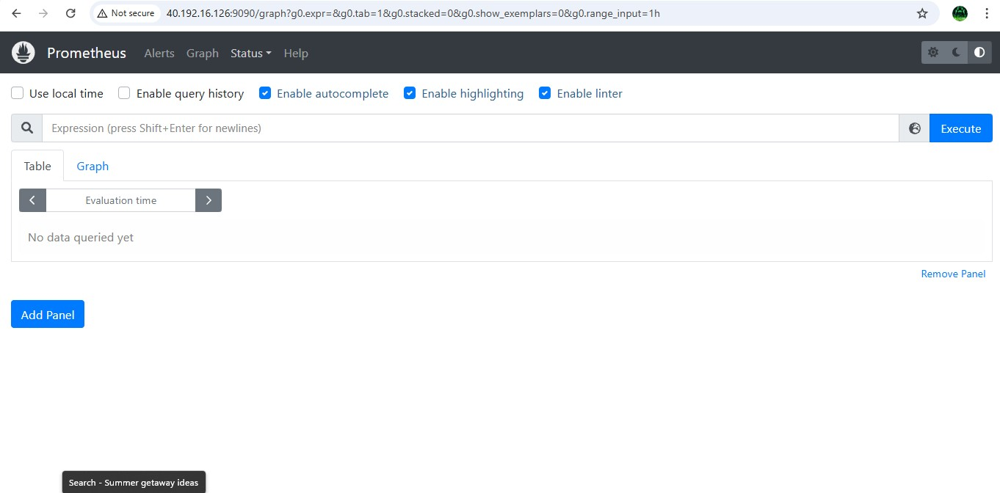 Not secure 40.192.16.126:9090/graph?g0.expr=&g0.tab=1&g0.stacked=0&g0.show_exemplars=0&g0.range_input=1h
Prometheus Alerts Graph Status Help
Use local time Enable query history Enable autocomplete Enable highlighting Enable linter
Expression (press Shift+Enter for newlines) Execute
Table Graph
Evaluation time
No data queried yet
Remove Panel
Add Panel
Search - Summer getaway ideas